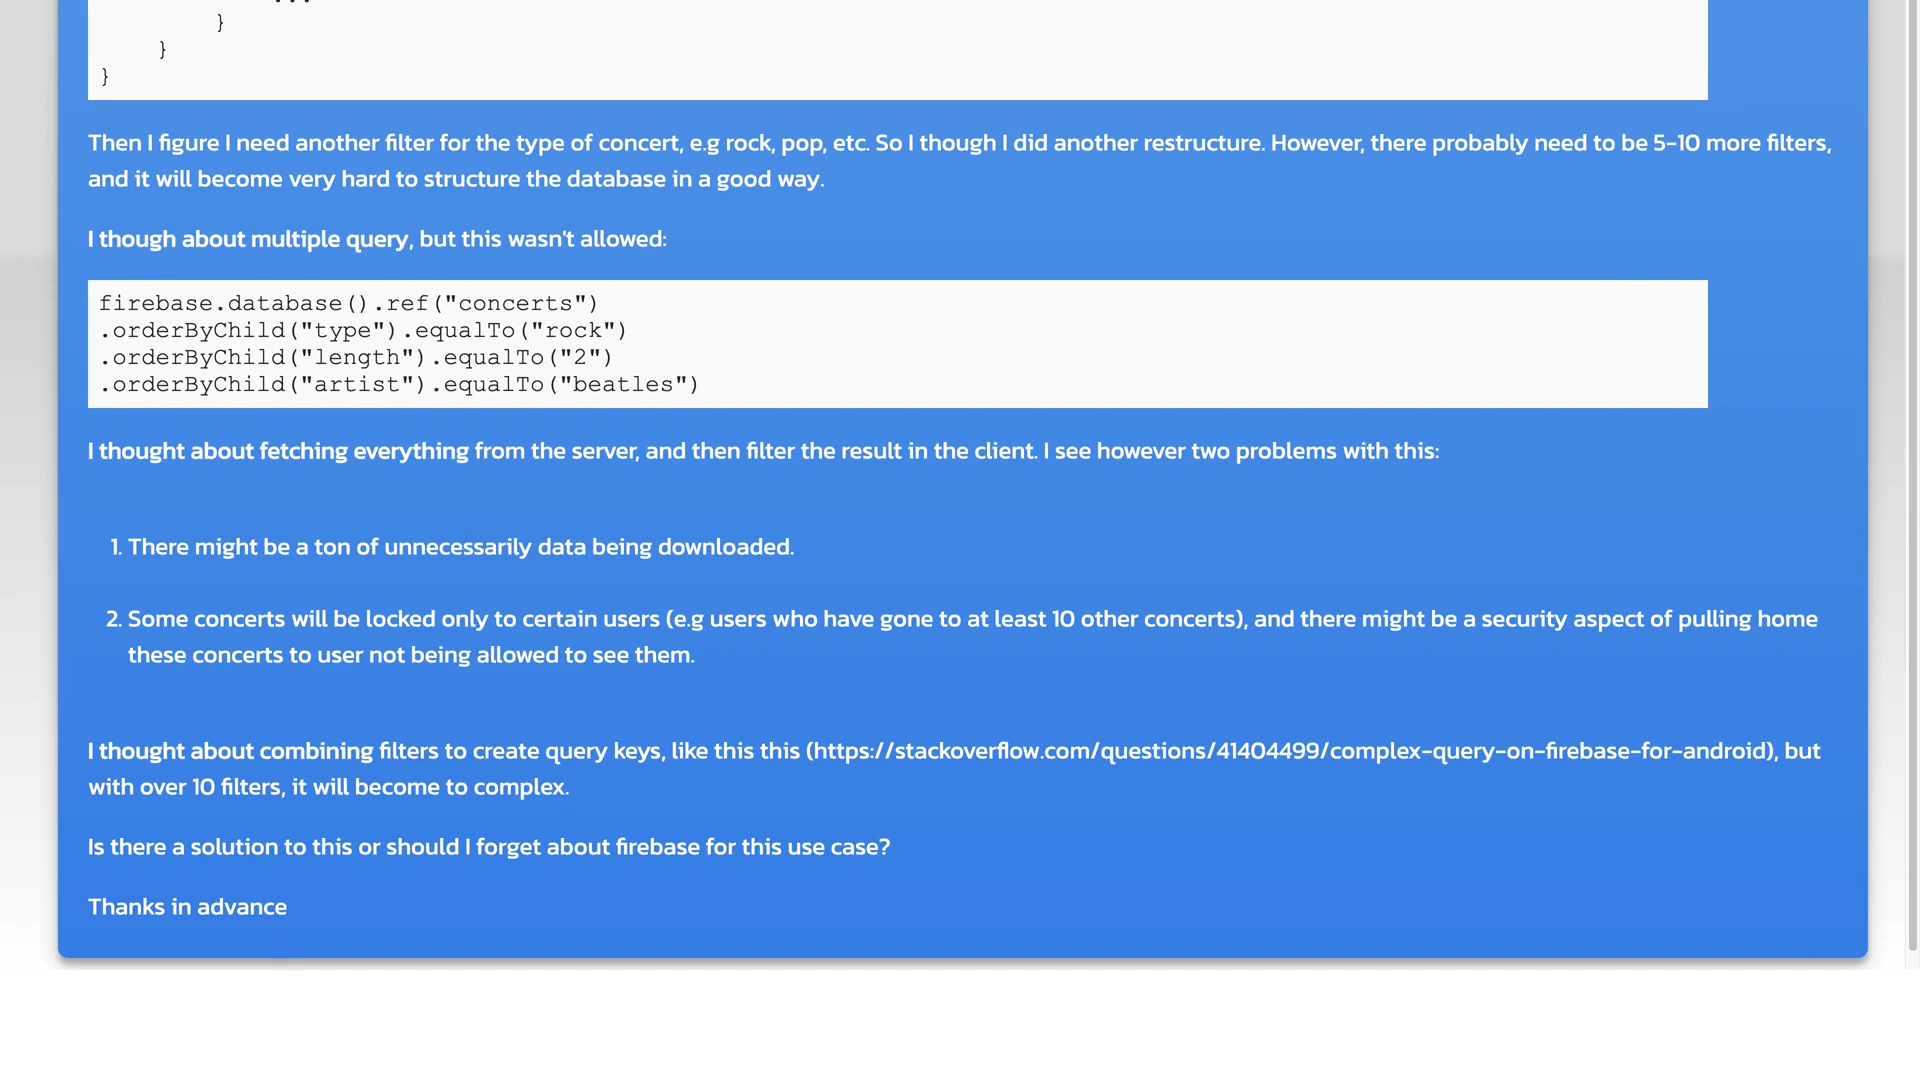 }
}
}
Then I figure I need another filter for the type of concert, e.g rock, pop, etc. So I though I did another restructure. However, there probably need to be 5-10 more filters,
and it will become very hard to structure the database in a good way.
I though about multiple query, but this wasn't allowed:
firebase.database().ref("concerts")
.orderByChild("type").equalTo("rock")
.orderByChild("length").equalTo("2")
.orderByChild("artist").equalTo("beatles")
I thought about fetching everything from the server, and then filter the result in the client. I see however two problems with this:
1. There might be a ton of unnecessarily data being downloaded.
2. Some concerts will be locked only to certain users (e.g users who have gone to at least 10 other concerts), and there might be a security aspect of pulling home
these concerts to user not being allowed to see them.
I thought about combining filters to create query keys, like this this (https://stackoverflow.com/questions/41404499/complex-query-on-firebase-for-android), but
with over 10 filters, it will become to complex.
Is there a solution to this or should I forget about firebase for this use case?
Thanks in advance